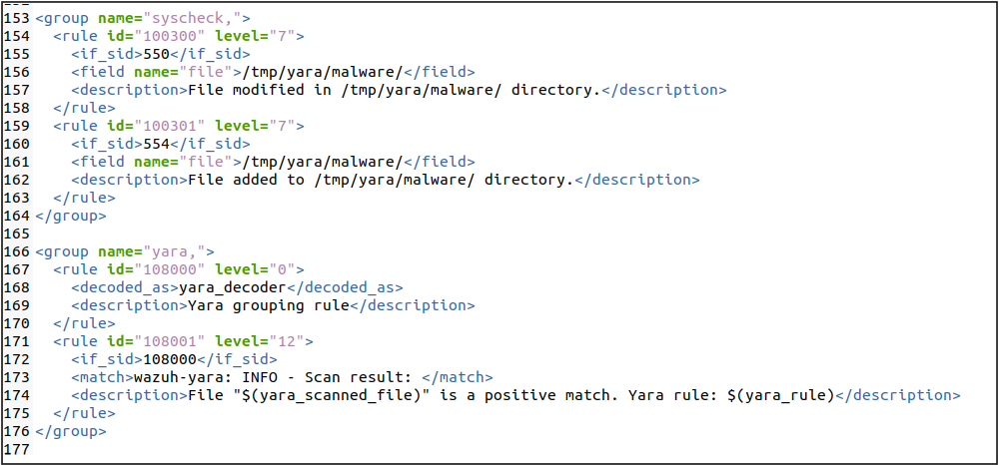 153 <group name="syscheck,">
154   <rule id="100300" level="7">
155     <if_sid>550</if_sid>
156     <field name="file">/tmp/yara/malware/</field>
157     <description>File modified in /tmp/yara/malware/ directory.</description>
158   </rule>
159   <rule id="100301" level="7">
160     <if_sid>554</if_sid>
161     <field name="file">/tmp/yara/malware/</field>
162     <description>File added to /tmp/yara/malware/ directory.</description>
163   </rule>
164 </group>
165
166 <group name="yara,">
167   <rule id="108000" level="0">
168     <decoded_as>yara_decoder</decoded_as>
169     <description>Yara grouping rule</description>
170   </rule>
171   <rule id="108001" level="12">
172     <if_sid>108000</if_sid>
173     <match>wazuh-yara: INFO - Scan result: </match>
174     <description>File "$(yara_scanned_file)" is a positive match. Yara rule: $(yara_rule)</description>
175   </rule>
176 </group>
177